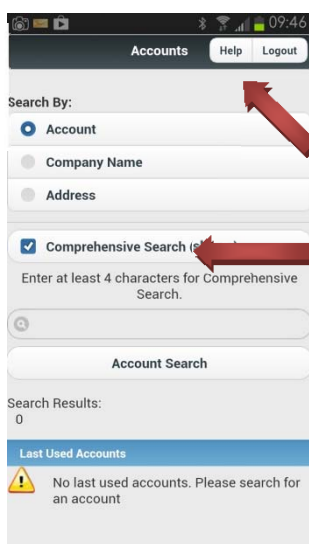 09:46
Accounts
Help
Logout
Search By:
Account
Company Name
Address
Comprehensive Search
Enter at least 4 characters for Comprehensive
Search.
Account Search
Search Results:
0
Last Used Accounts
No last used accounts. Please search for
an account